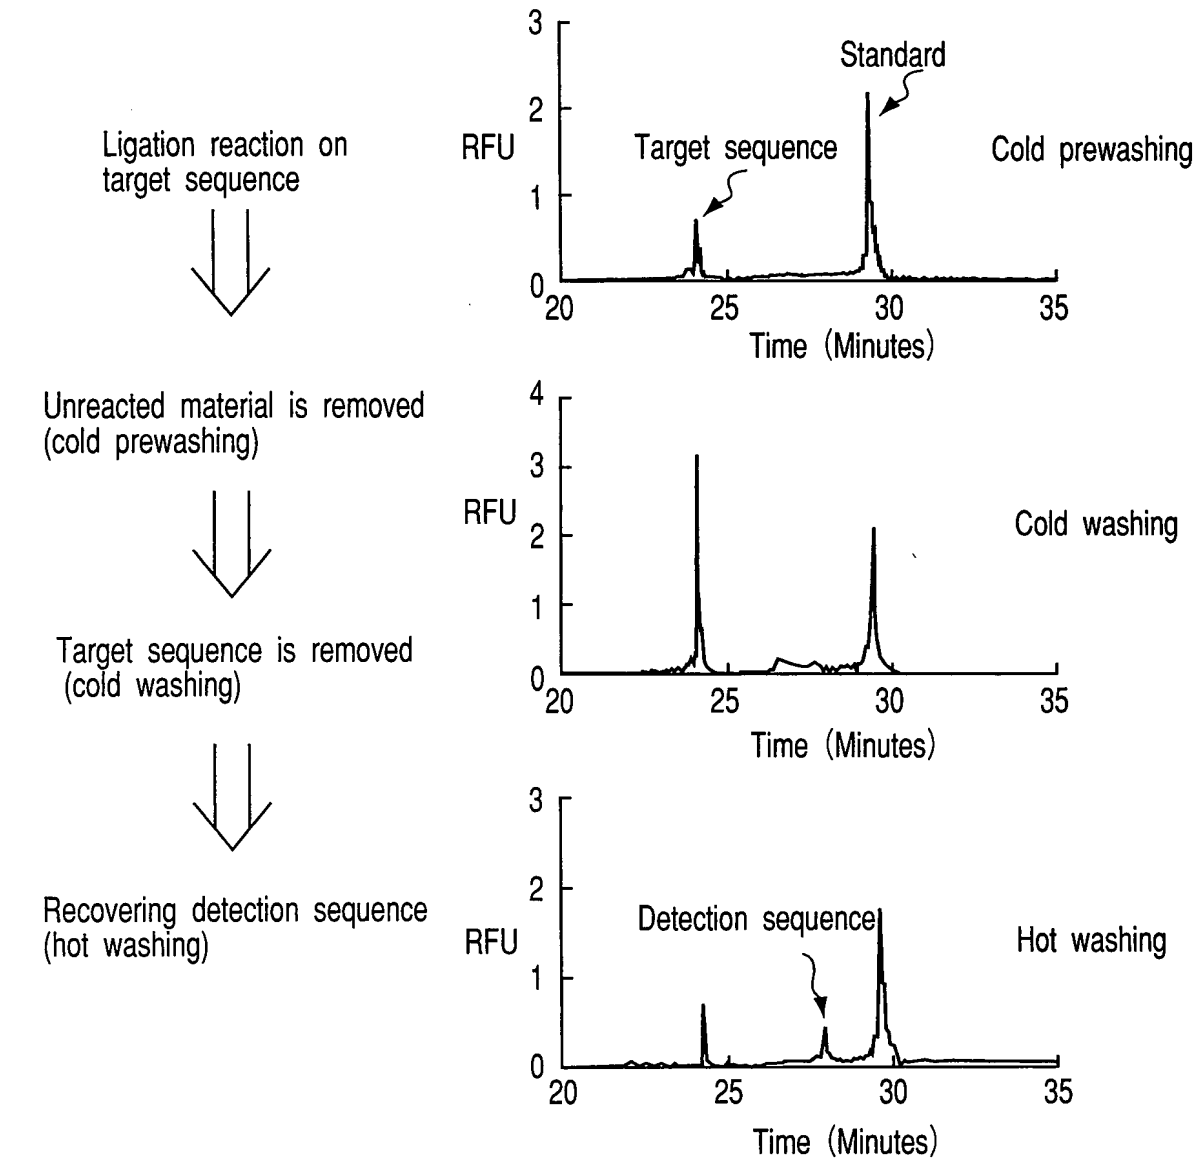 Ligation reaction on
target sequence
Unreacted material is removed
(cold prewashing)
Target sequence is removed
(cold washing)
Recovering detection sequence
(hot washing)
3
2
1
0
RFU
Standard
Target sequence
Cold prewashing
20 25 30 35
Time (Minutes)
4
3
2
1
0
RFU
Cold washing
20 25 30 35
Time (Minutes)
3
2
1
0
RFU
Detection sequence
Hot washing
20 25 30 35
Time (Minutes)